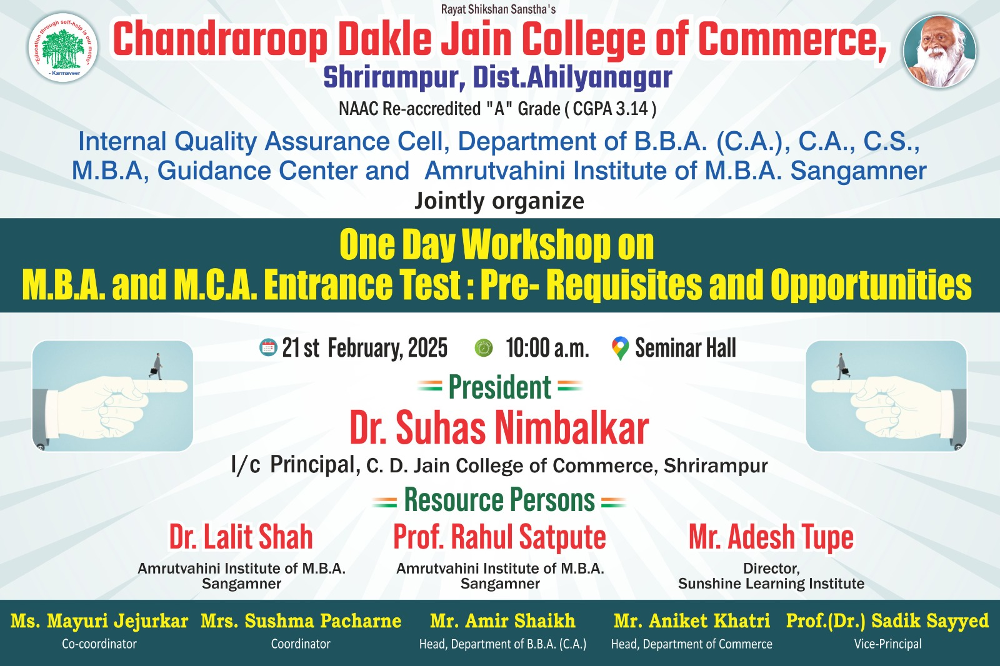 Rayat Shikshan Sanstha's
Chandraroop Dakle Jain College of Commerce,
"Education through self-help is our motto"
- Karmaveer
Shrirampur, Dist.Ahilyanagar
NAAC Re-accredited "A" Grade ( CGPA 3.14 )
Internal Quality Assurance Cell, Department of B.B.A. (C.A.), C.A., C.S.,
M.B.A, Guidance Center and Amrutvahini Institute of M.B.A. Sangamner
Jointly organize
One Day Workshop on
M.B.A. and M.C.A. Entrance Test : Pre- Requisites and Opportunities
21 st February, 2025 10:00 a.m. Seminar Hall
President
Dr. Suhas Nimbalkar
I/c Principal, C. D. Jain College of Commerce, Shrirampur
Resource Persons
Dr. Lalit Shah Prof. Rahul Satpute Mr. Adesh Tupe
Amrutvahini Institute of M.B.A. Amrutvahini Institute of M.B.A. Director,
Sangamner Sangamner Sunshine Learning Institute
Ms. Mayuri Jejurkar Mrs. Sushma Pacharne Mr. Amir Shaikh Mr. Aniket Khatri Prof.(Dr.) Sadik Sayyed
Co-coordinator Coordinator Head, Department of B.B.A. (C.A.) Head, Department of Commerce Vice-Principal